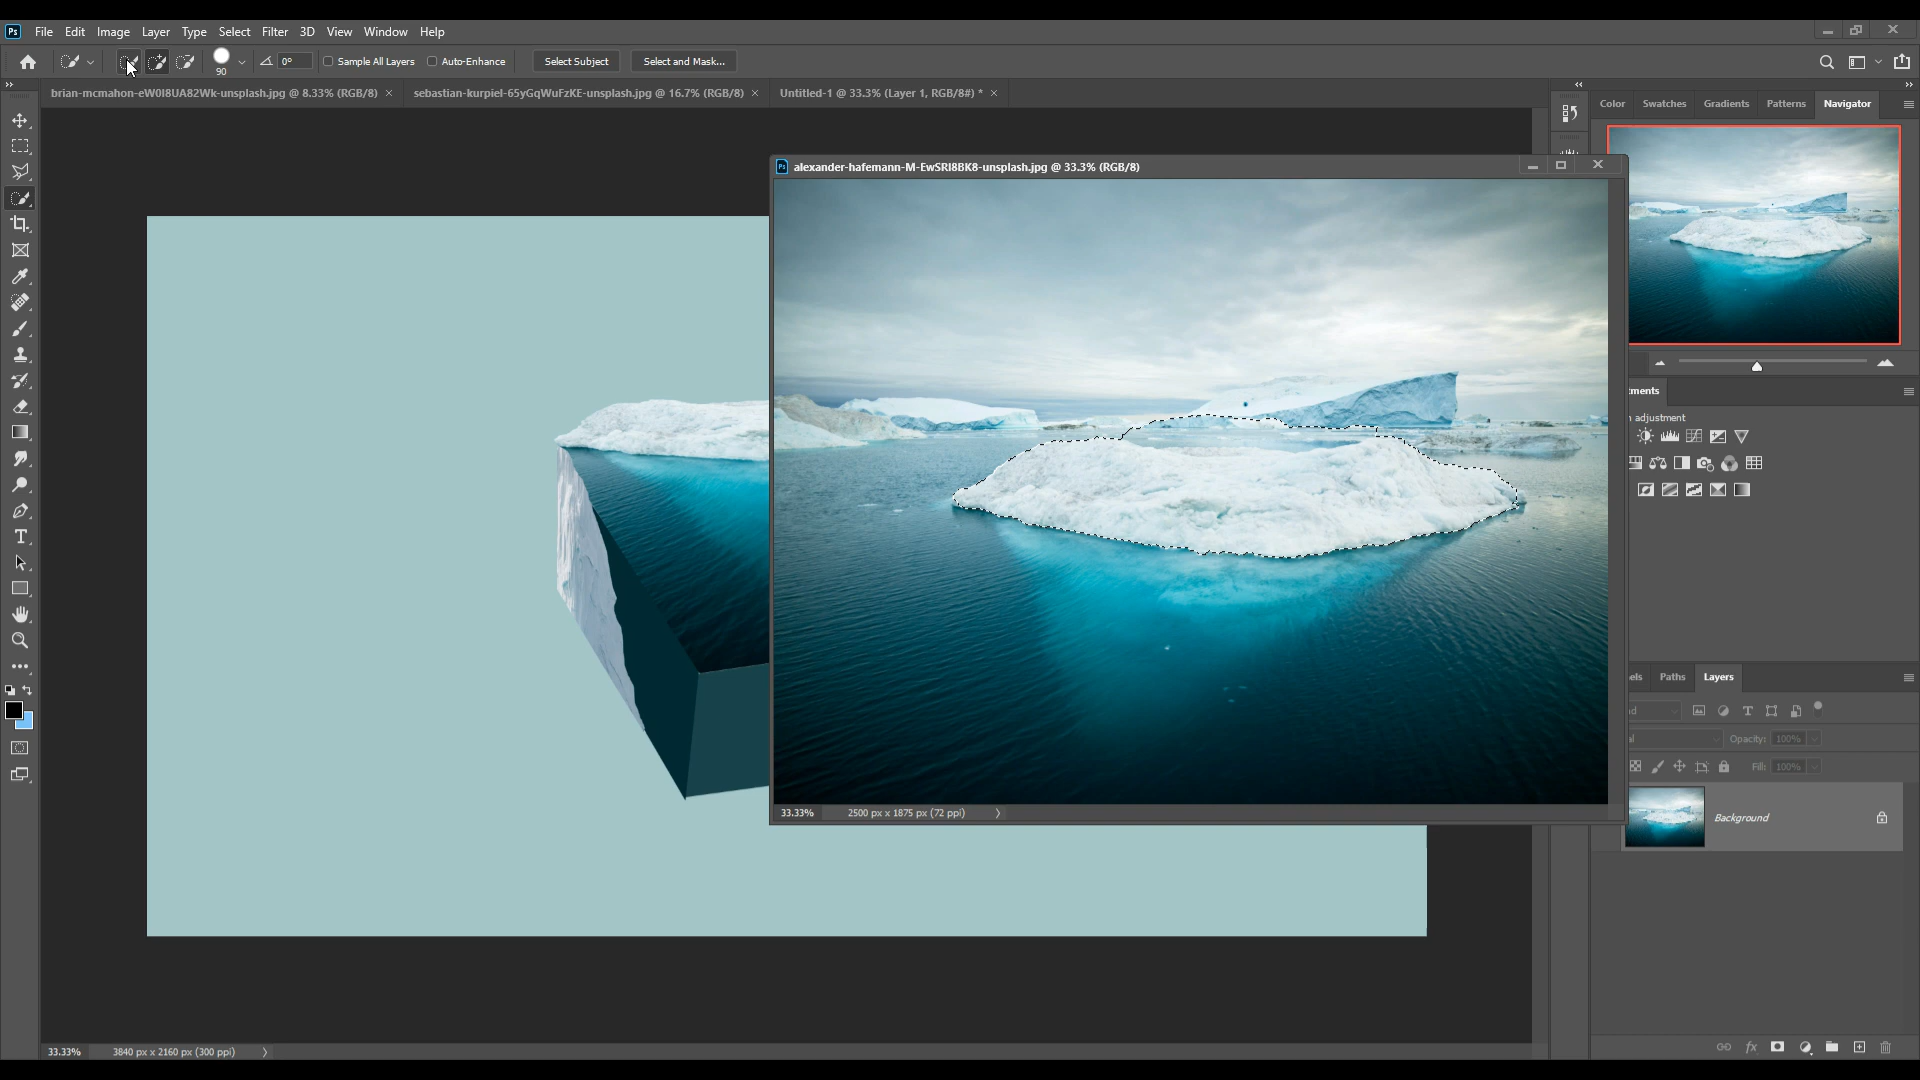 Ps File Edit Image Layer Type Select Filter 3D View Window Help
90 0° Sample All Layers Auto-Enhance Select Subject Select and Mask...
brian-mcmahon-eW0I8UA82Wk-unsplash.jpg @ 8.33% (RGB/8) × sebastian-kurpiel-65yGqWuFzKE-unsplash.jpg @ 16.7% (RGB/8) × Untitled-1 @ 33.3% (Layer 1, RGB/8#) * ×
Color Swatches Gradients Patterns Navigator
Ps alexander-hafemann-M-EwSRI8BK8-unsplash.jpg @ 33.3% (RGB/8)
tments
adjustment
els Paths Layers
Opacity: 100%
Fill: 100%
Background
33.33% 2500 px x 1875 px (72 ppi)
33.33% 3840 px x 2160 px (300 ppi)